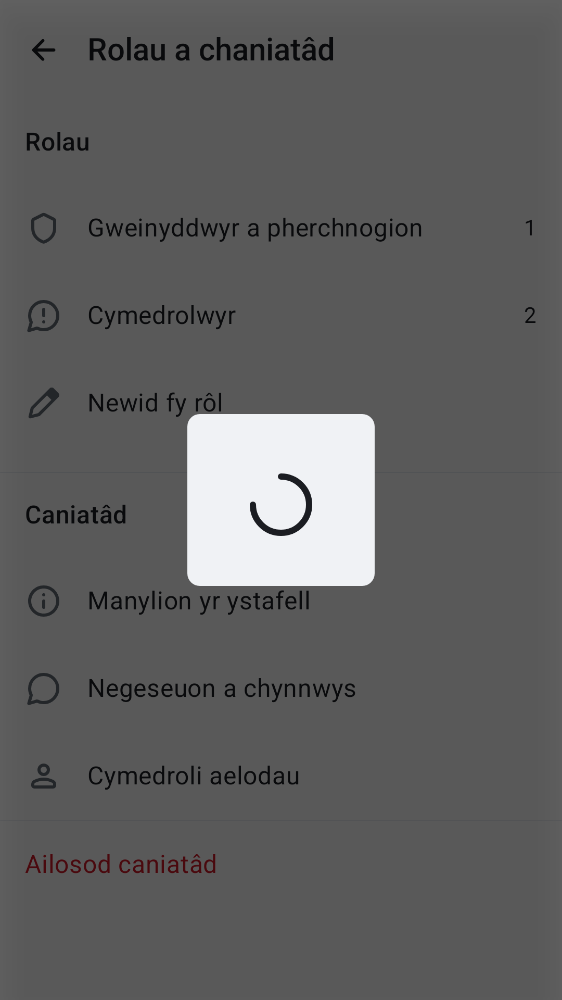 Rolau a chaniatâd
Rolau
Gweinyddwyr a pherchnogion 1
Cymedrolwyr 2
Newid fy rôl
Caniatâd
Manylion yr ystafell
Negeseuon a chynnwys
Cymedroli aelodau
Ailosod caniatâd